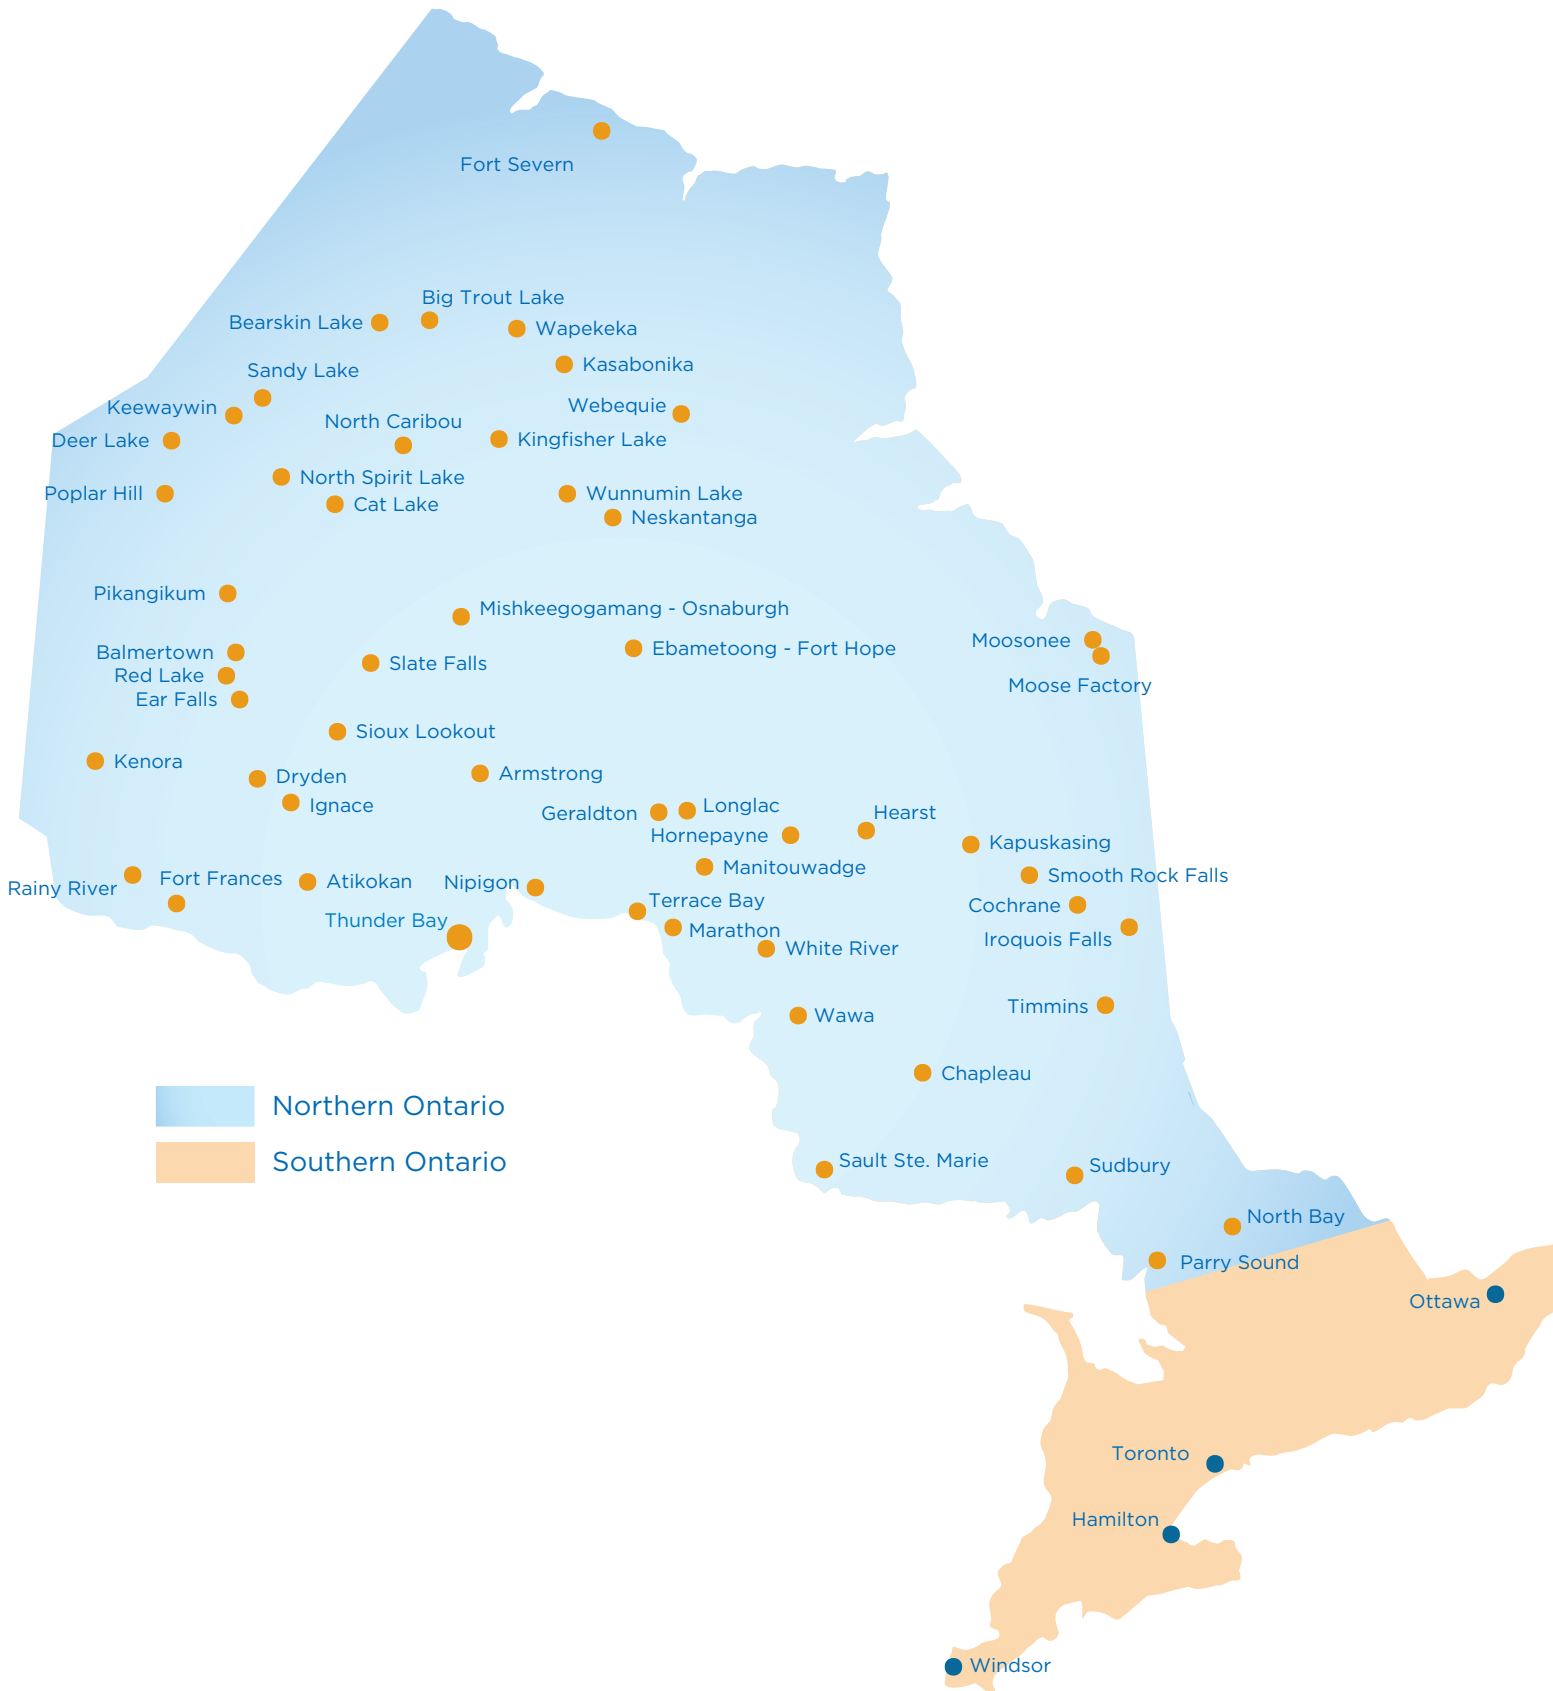 Fort Severn
Big Trout Lake
Bearskin Lake
Wapekeka
Kasabonika
Sandy Lake
Webequie
Keewaywin
North Caribou
Deer Lake
Kingfisher Lake
North Spirit Lake
Poplar Hill
Wunnumin Lake
Cat Lake
Neskantanga
Pikangikum
Mishkeegogamang - Osnaburgh
Moosonee
Ebametoong - Fort Hope
Balmertown
Slate Falls
Red Lake
Moose Factory
Ear Falls
Sioux Lookout
Kenora
Armstrong
Dryden
Ignace
Longlac
Hearst
Geraldton
Hornepayne
Kapuskasing
Manitouwadge
Smooth Rock Falls
Fort Frances
Atikokan
Nipigon
Rainy River
Terrace Bay
Cochrane
Thunder Bay
Marathon
Iroquois Falls
White River
Timmins
Wawa
Chapleau
Northern Ontario
Southern Ontario
Sault Ste. Marie
Sudbury
North Bay
Parry Sound
Ottawa
Toronto
Hamilton
Windsor